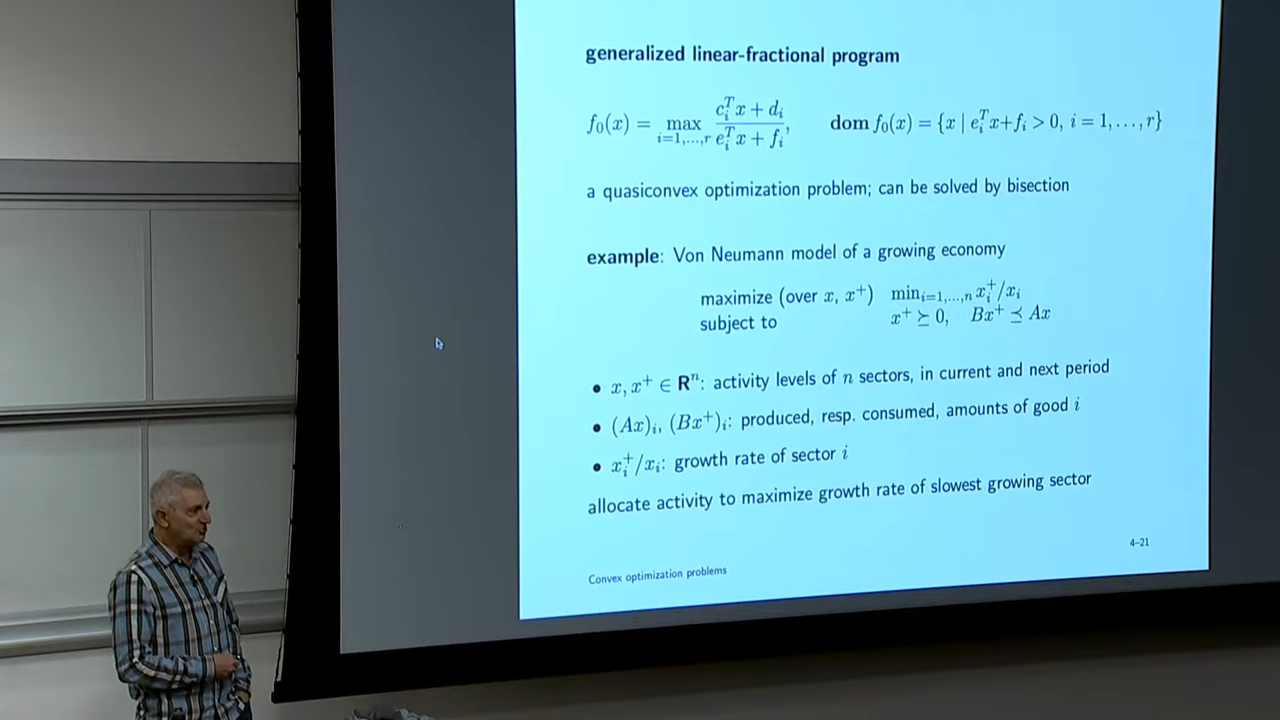 generalized linear-fractional program
f₀(x) = max_{i=1,...,r} (c_i^T x + d_i)/(e_i^T x + f_i),    dom f₀(x) = {x | e_i^T x+f_i > 0, i = 1, ..., r}
a quasiconvex optimization problem; can be solved by bisection
example: Von Neumann model of a growing economy
maximize (over x, x⁺)    min_{i=1,...,n} x_i⁺/x_i
subject to    x⁺ ⪰ 0,    Bx⁺ ⪯ Ax
• x, x⁺ ∈ Rⁿ: activity levels of n sectors, in current and next period
• (Ax)_i, (Bx⁺)_i: produced, resp. consumed, amounts of good i
• x_i⁺/x_i: growth rate of sector i
allocate activity to maximize growth rate of slowest growing sector
Convex optimization problems    4–21